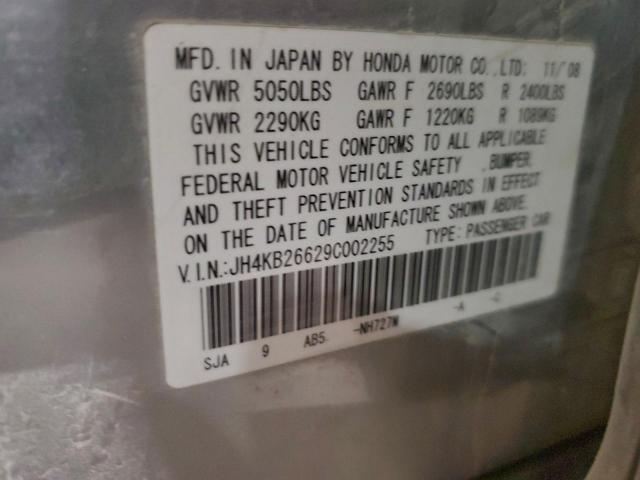 MFD. IN JAPAN BY HONDA MOTOR CO.,LTD: 11/'08
GVWR 5050LBS GAWR F 2690LBS R 2400LBS
GVWR 2290KG GAWR F 1220KG R 1089KG
THIS VEHICLE CONFORMS TO ALL APPLICABLE
FEDERAL MOTOR VEHICLE SAFETY ,BUMPER,
AND THEFT PREVENTION STANDARDS IN EFFECT
ON THE DATE OF MANUFACTURE SHOWN ABOVE.
V.I.N.:JH4KB26629C002255 TYPE: PASSENGER CAR
SJA 9 AB5 -NH727M -A -C